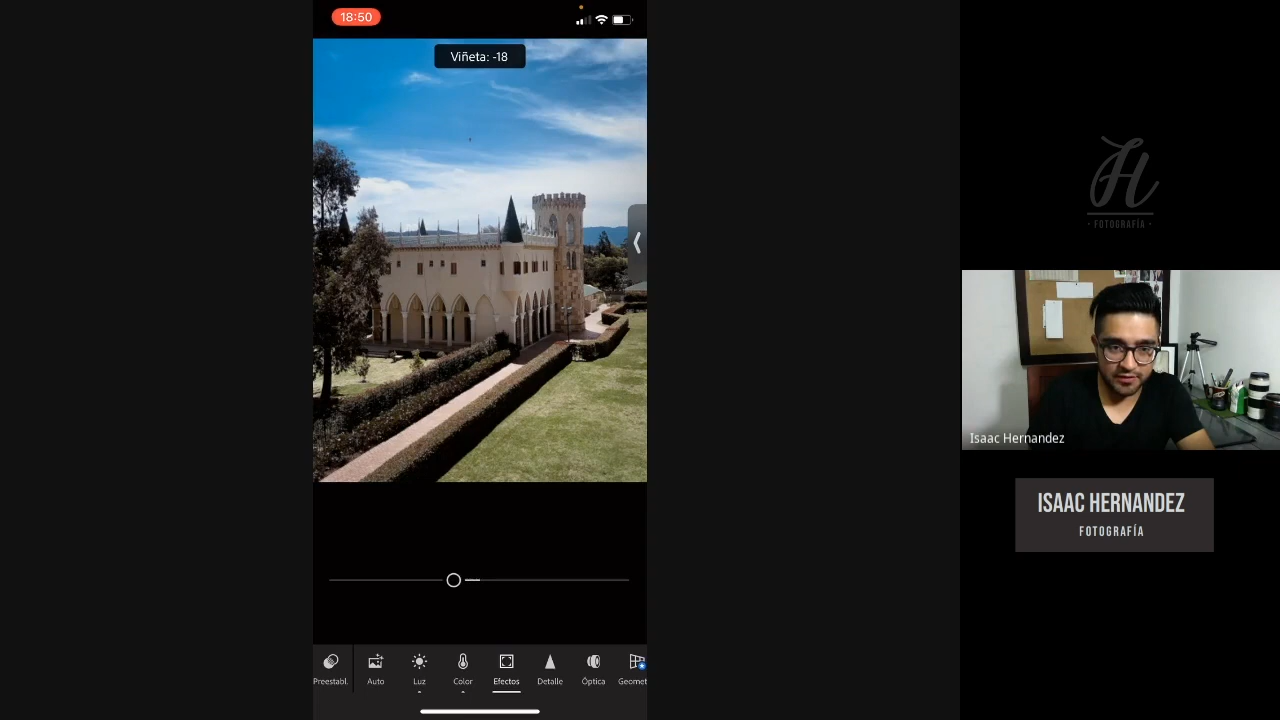 18:50
Viñeta: -18
Preestabl.
Auto
Luz
Color
Efectos
Detalle
Óptica
Geomet
H
• FOTOGRAFÍA •
Isaac Hernandez
ISAAC HERNANDEZ
FOTOGRAFÍA